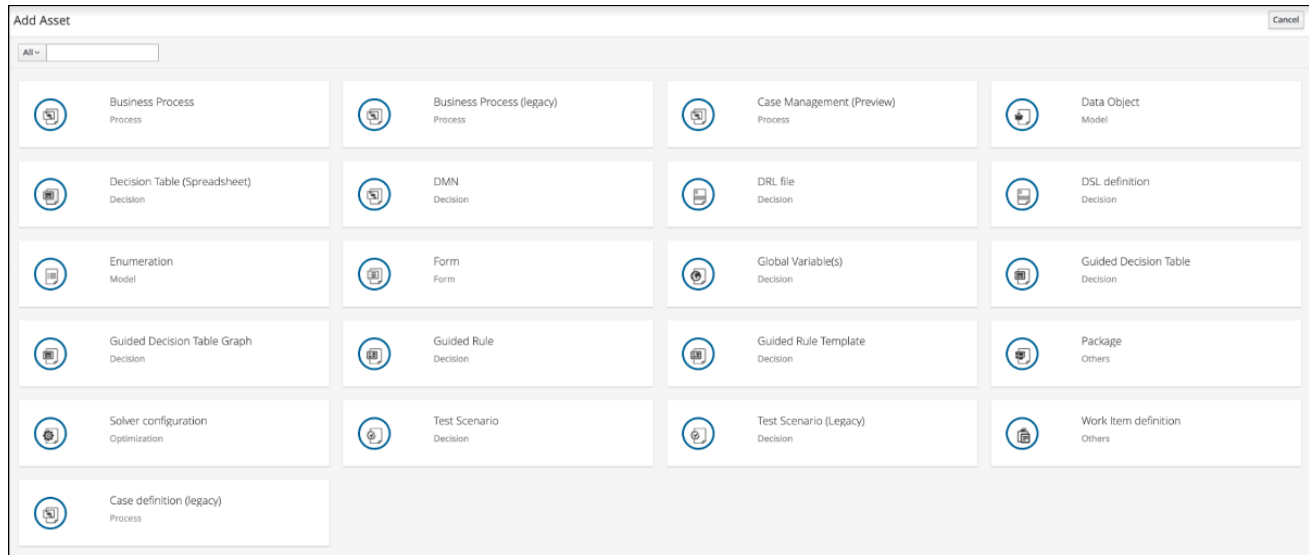 Add Asset
Cancel
All
Business Process
Process
Business Process (legacy)
Process
Case Management (Preview)
Process
Data Object
Model
Decision Table (Spreadsheet)
Decision
DMN
Decision
DRL file
Decision
DSL definition
Decision
Enumeration
Model
Form
Form
Global Variable(s)
Decision
Guided Decision Table
Decision
Guided Decision Table Graph
Decision
Guided Rule
Decision
Guided Rule Template
Decision
Package
Others
Solver configuration
Optimization
Test Scenario
Decision
Test Scenario (Legacy)
Decision
Work Item definition
Others
Case definition (legacy)
Process